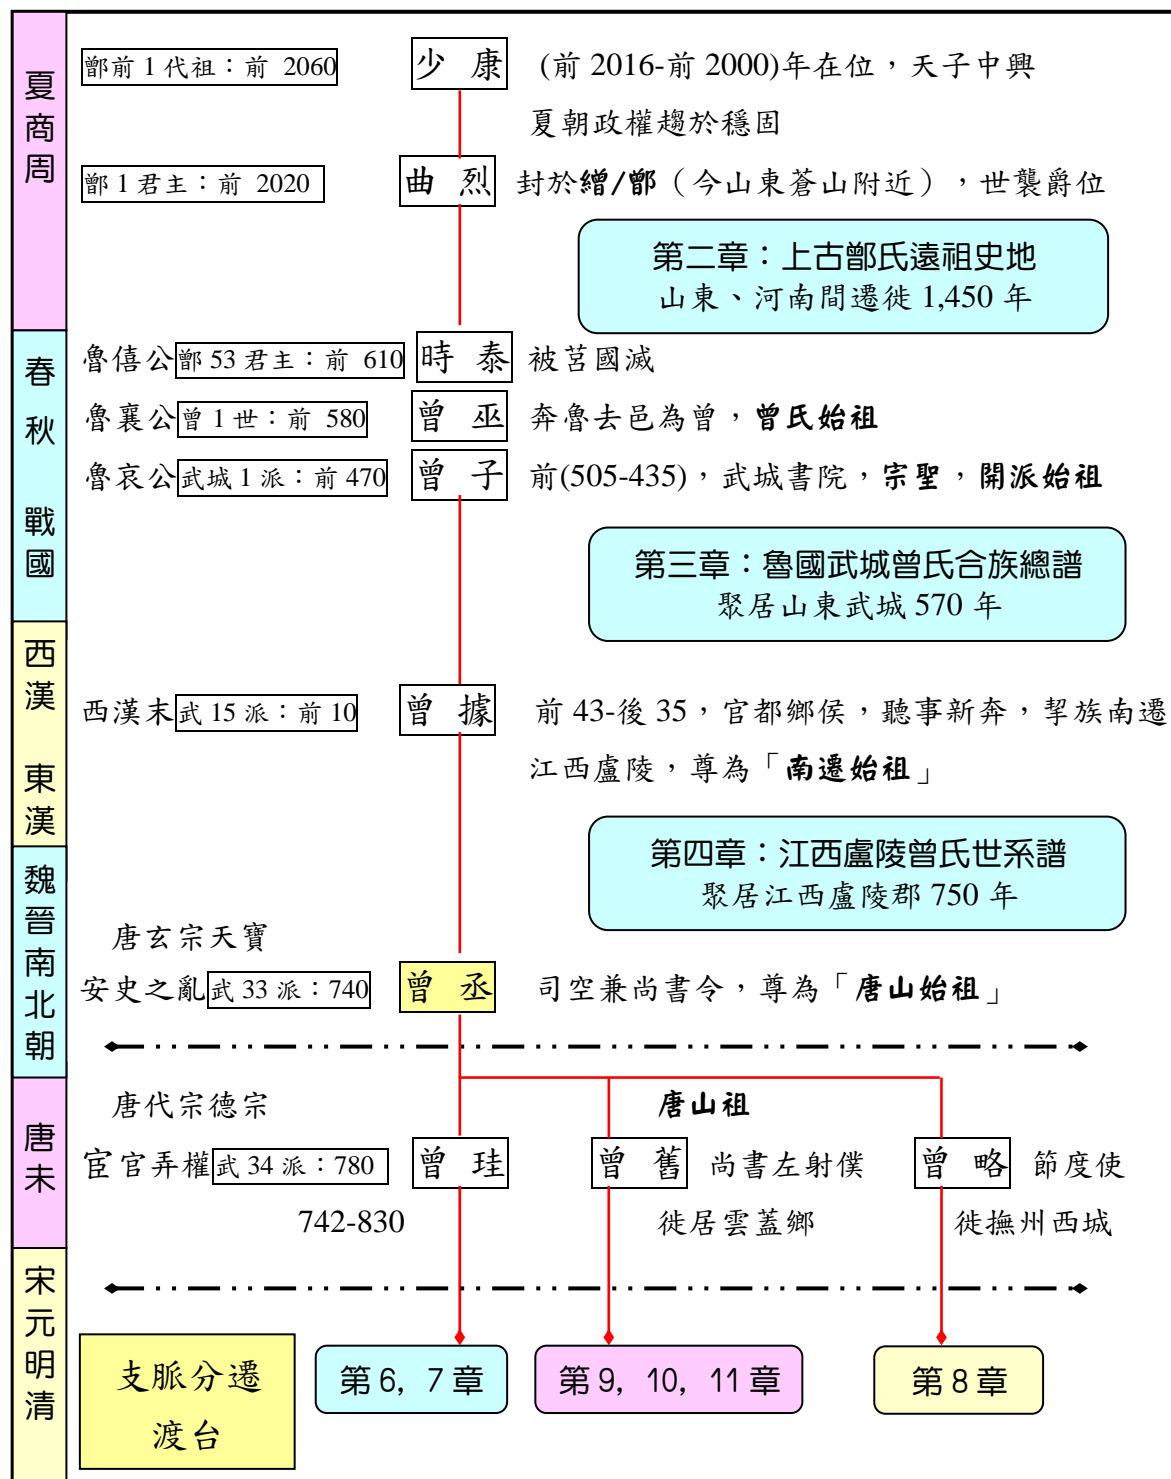 夏商周
鄫前 1 代祖：前 2060 少 康 (前 2016-前 2000)年在位，天子中興
夏朝政權趨於穩固
鄫 1 君主：前 2020 曲 烈 封於繒/鄫（今山東蒼山附近），世襲爵位
第二章：上古鄫氏遠祖史地
山東、河南間遷徙 1,450 年
春秋 戰國
魯僖公 鄫 53 君主：前 610 時 泰 被莒國滅
魯襄公 曾 1 世：前 580 曾 巫 奔魯去邑為曾，曾氏始祖
魯哀公 武城 1 派：前 470 曾 子 前(505-435)，武城書院，宗聖，開派始祖
第三章：魯國武城曾氏合族總譜
聚居山東武城 570 年
西漢 東漢
西漢末 武 15 派：前 10 曾 據 前 43-後 35，官都鄉侯，聽事新奔，挈族南遷
江西盧陵，尊為「南遷始祖」
第四章：江西盧陵曾氏世系譜
聚居江西盧陵郡 750 年
魏晉南北朝
唐玄宗天寶
安史之亂 武 33 派：740 曾 丞 司空兼尚書令，尊為「唐山始祖」
唐末
唐代宗德宗 唐山祖
宦官弄權 武 34 派：780 曾 珪 曾 舊 尚書左射僕 曾 略 節度使
742-830 徙居雲蓋鄉 徙撫州西城
宋元明清
支脈分遷
渡台
第 6，7 章 第 9，10，11 章 第 8 章